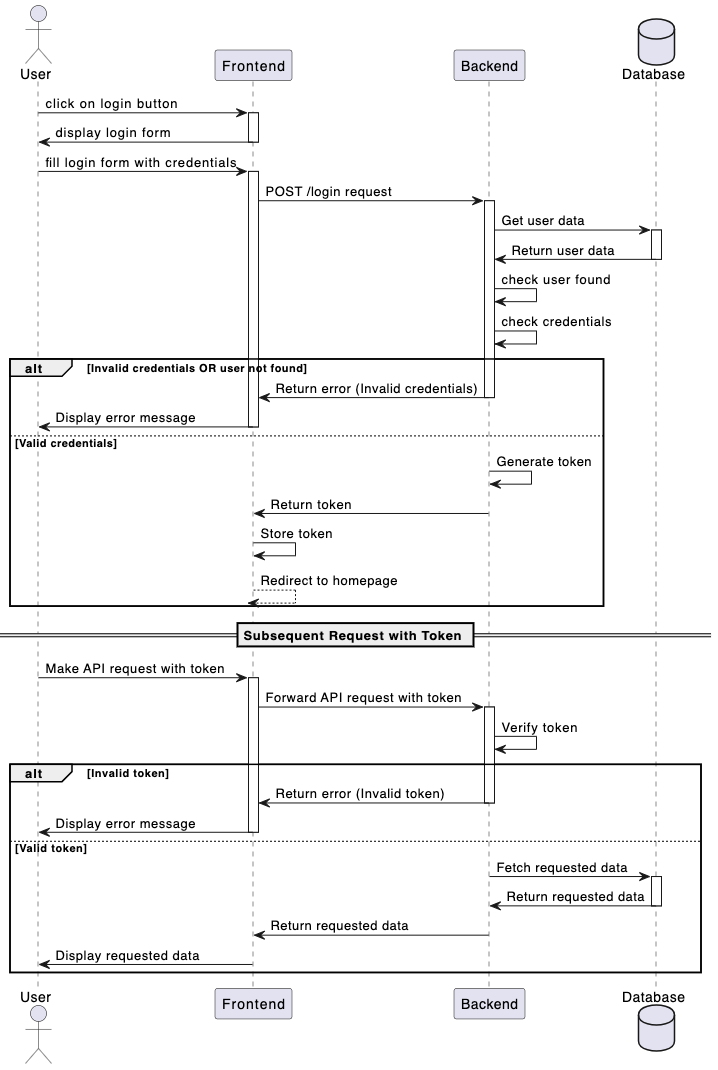 User
Frontend
Backend
Database
click on login button
display login form
fill login form with credentials
POST /login request
Get user data
Return user data
check user found
check credentials
alt
[Invalid credentials OR user not found]
Return error (Invalid credentials)
Display error message
[Valid credentials]
Generate token
Return token
Store token
Redirect to homepage
Subsequent Request with Token
Make API request with token
Forward API request with token
Verify token
alt
[Invalid token]
Return error (Invalid token)
Display error message
[Valid token]
Fetch requested data
Return requested data
Return requested data
Display requested data
User
Frontend
Backend
Database